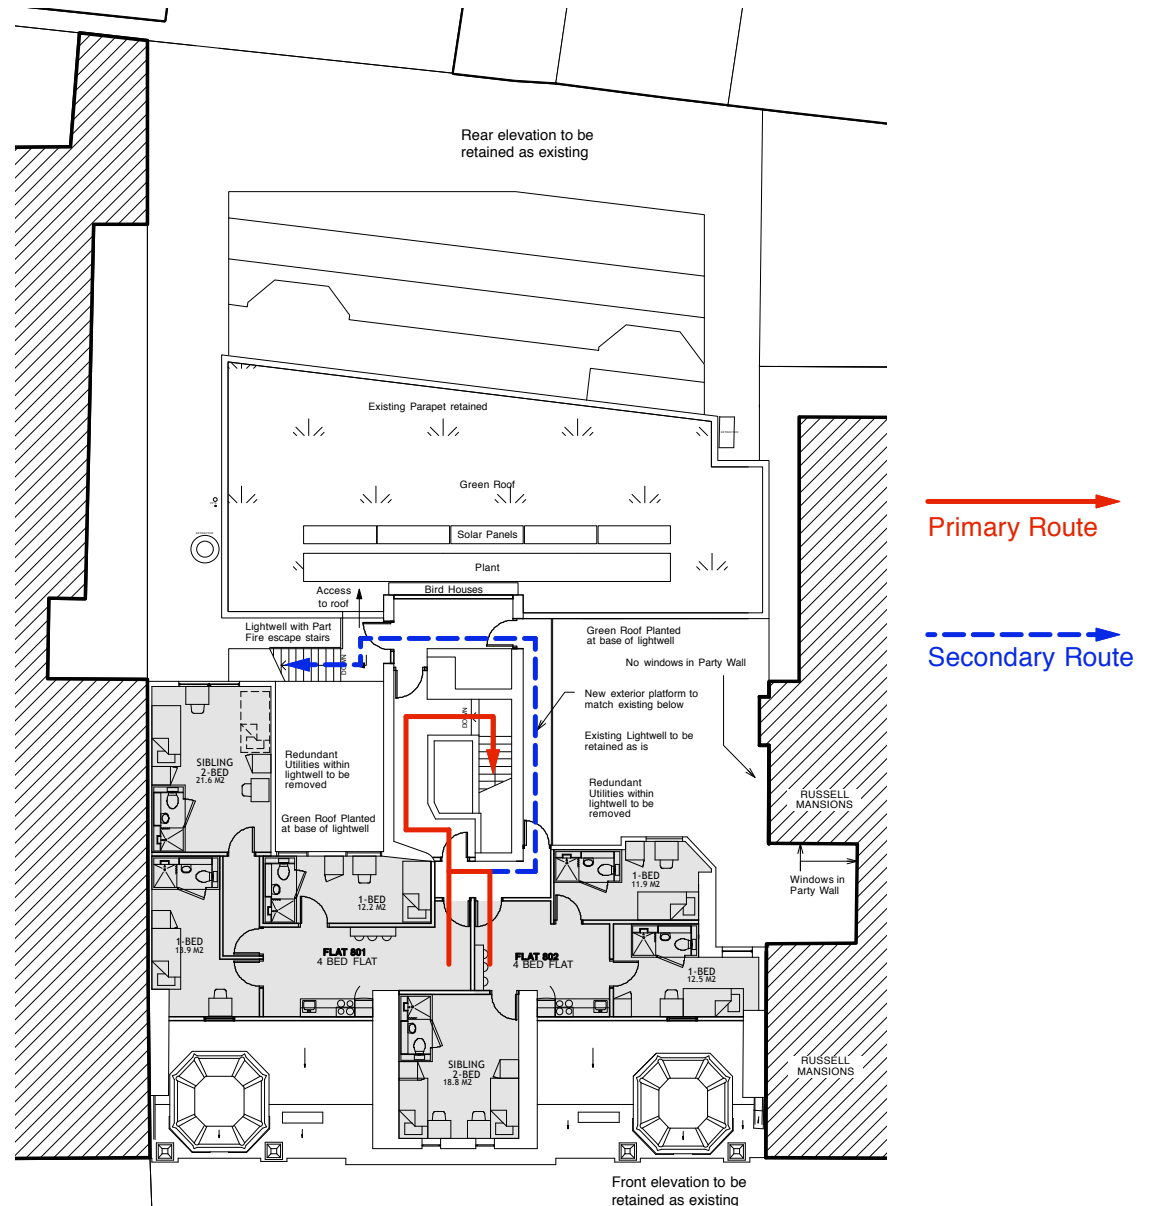 Rear elevation to be
retained as existing
Existing Parapet retained
Green Roof
Solar Panels
Plant
Bird Houses
Access
to roof
Lightwell with Part
Fire escape stairs
DOWN
Green Roof Planted
at base of lightwell
No windows in Party Wall
New exterior platform to
match existing below
DOWN
Existing Lightwell to be
retained as is
Redundant
Utilities within
lightwell to be
removed
Redundant
Utilities within
lightwell to be
removed
SIBLING
2-BED
21.6 M2
Green Roof Planted
at base of lightwell
RUSSELL
MANSIONS
Windows in
Party Wall
1-BED
11.9 M2
1-BED
12.2 M2
1-BED
13.9 M2
FLAT 801
4 BED FLAT
FLAT 802
4 BED FLAT
1-BED
12.5 M2
SIBLING
2-BED
18.8 M2
RUSSELL
MANSIONS
Front elevation to be
retained as existing
Primary Route
Secondary Route